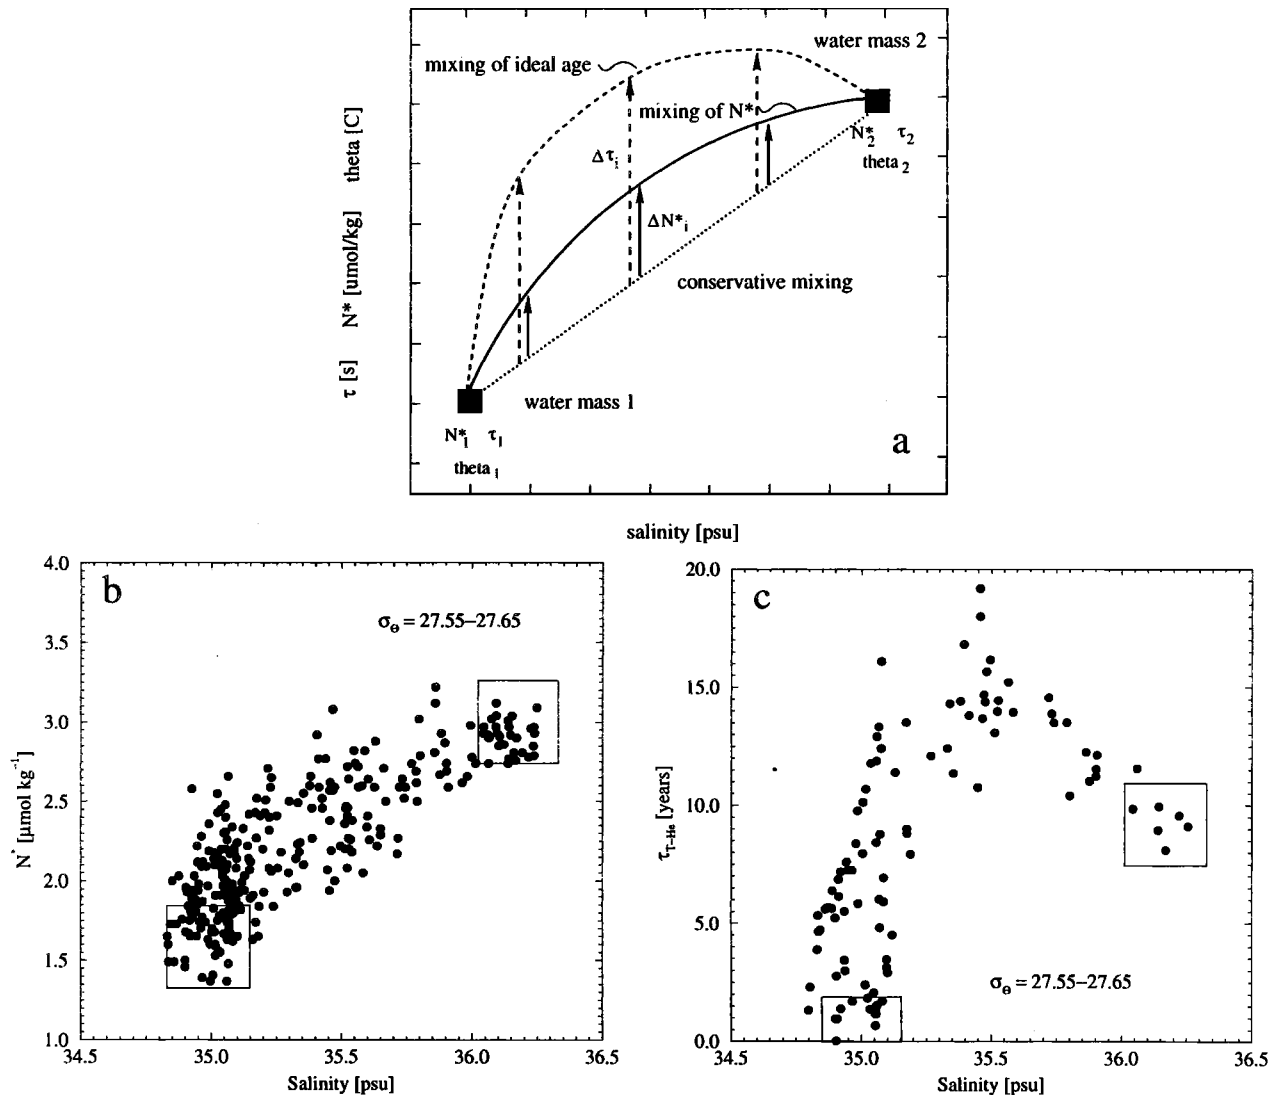 water mass 2
mixing of ideal age
mixing of N*
N*2 τ2
theta2
Δτi
ΔN*i
conservative mixing
water mass 1
N*1 τ1
theta1
a
τ [s] N* [umol/kg] theta [C]
salinity [psu]
b
σΘ = 27.55–27.65
4.0
3.5
3.0
2.5
2.0
1.5
1.0
N* [μmol kg⁻¹]
34.5 35.0 35.5 36.0 36.5
Salinity [psu]
c
20.0
15.0
10.0
5.0
0.0
τT–He [years]
σΘ = 27.55–27.65
34.5 35.0 35.5 36.0 36.5
Salinity [psu]